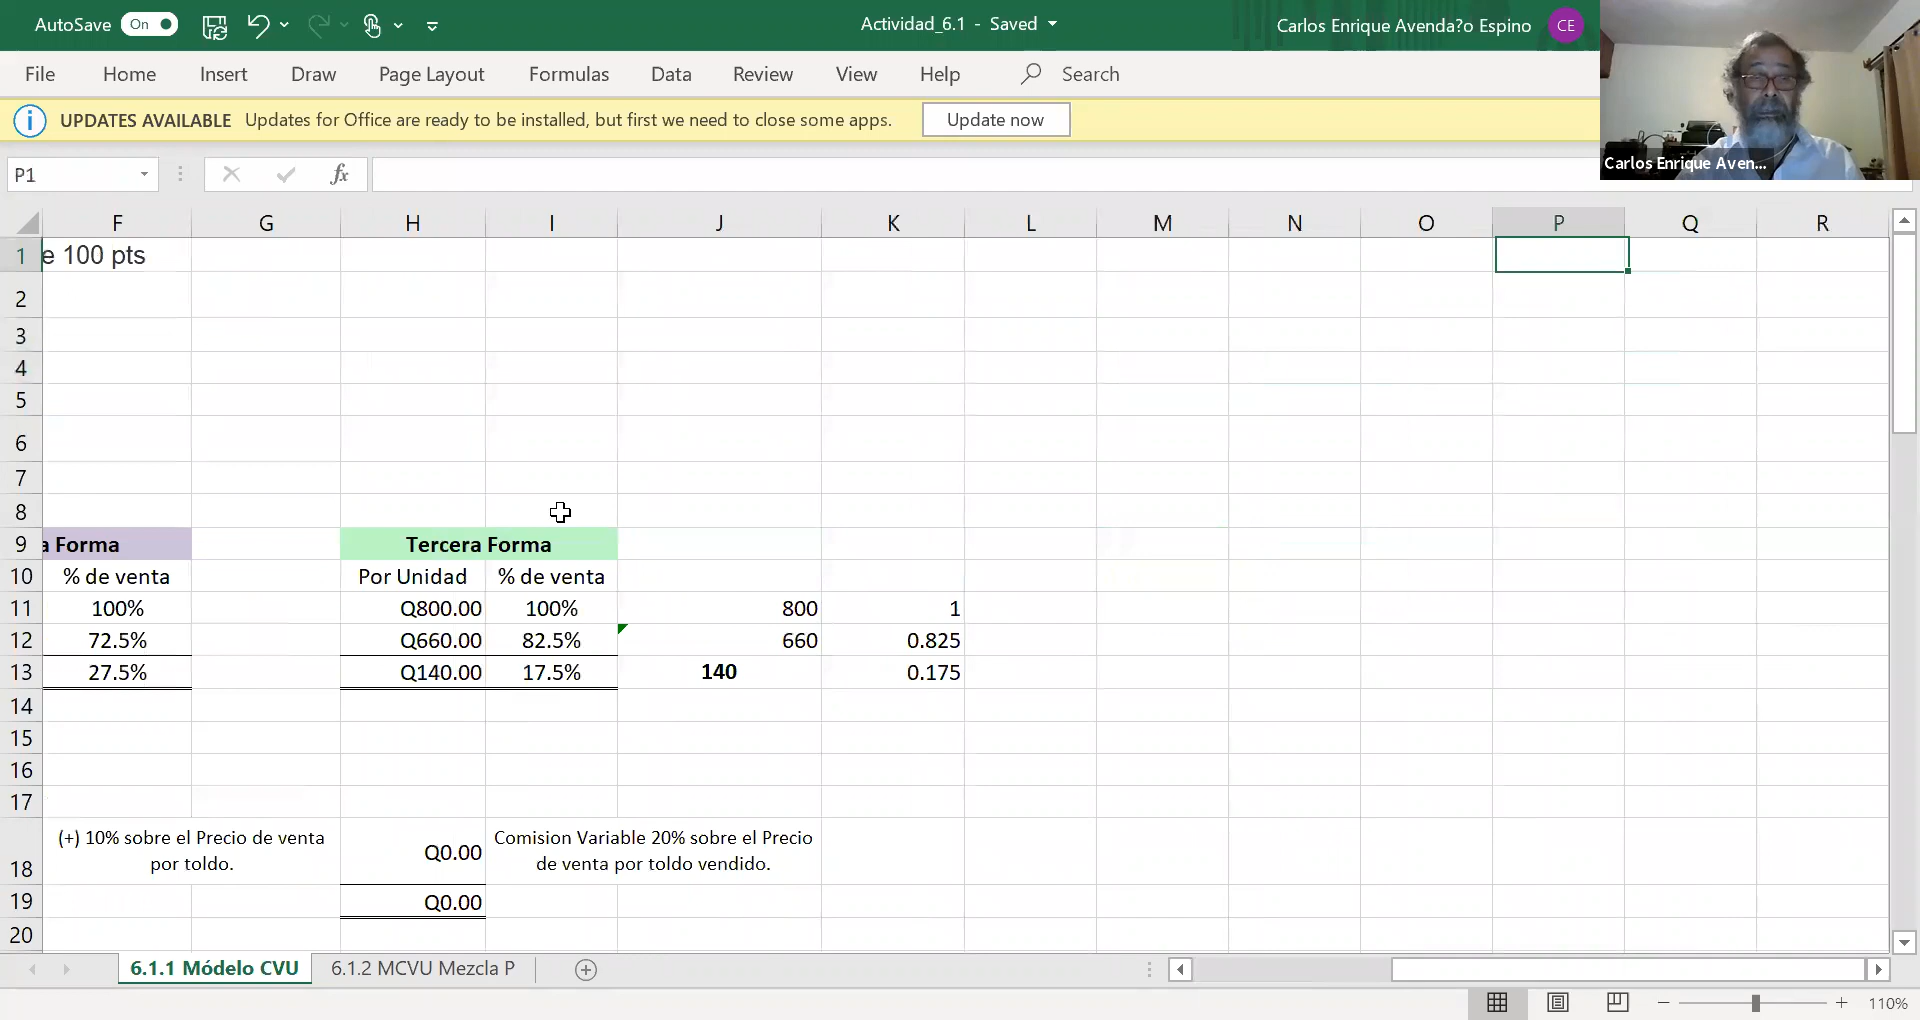 AutoSave On Actividad_6.1 - Saved Carlos Enrique Avenda?o Espino CE
File Home Insert Draw Page Layout Formulas Data Review View Help Search
i UPDATES AVAILABLE Updates for Office are ready to be installed, but first we need to close some apps. Update now
Carlos Enrique Aven...
P1 fx
F G H I J K L M N O P Q R
1 e 100 pts
2
3
4
5
6
7
8
9 a Forma Tercera Forma
10 % de venta Por Unidad % de venta
11 100% Q800.00 100% 800 1
12 72.5% Q660.00 82.5% 660 0.825
13 27.5% Q140.00 17.5% 140 0.175
14
15
16
17
(+) 10% sobre el Precio de venta Comision Variable 20% sobre el Precio
18 por toldo. Q0.00 de venta por toldo vendido.
19 Q0.00
20
6.1.1 Módelo CVU 6.1.2 MCVU Mezcla P
110%